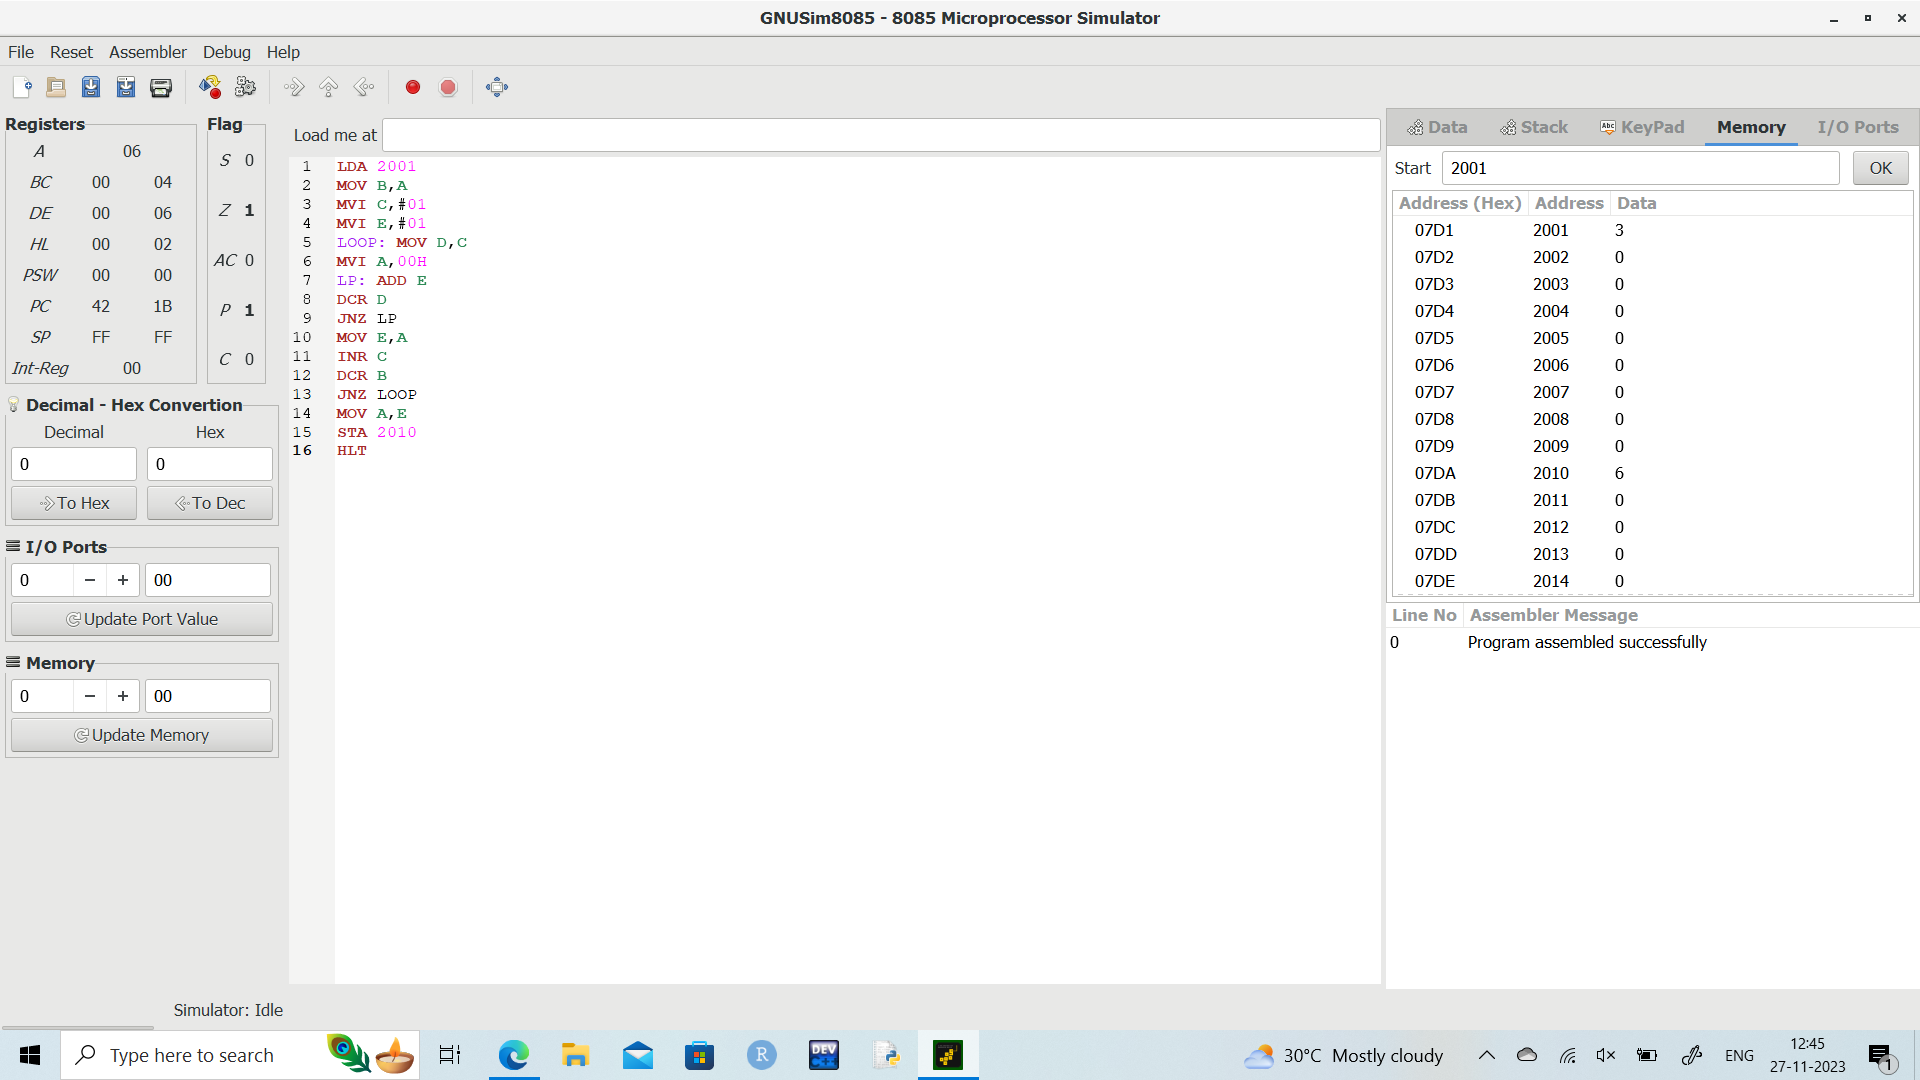 GNUSim8085 - 8085 Microprocessor Simulator
File Reset Assembler Debug Help
Registers
A 06
BC 00 04
DE 00 06
HL 00 02
PSW 00 00
PC 42 1B
SP FF FF
Int-Reg 00
Flag
S 0
Z 1
AC 0
P 1
C 0
Decimal - Hex Convertion
Decimal Hex
0 0
To Hex To Dec
I/O Ports
0 − + 00
Update Port Value
Memory
0 − + 00
Update Memory
Load me at
1 LDA 2001
2 MOV B,A
3 MVI C,#01
4 MVI E,#01
5 LOOP: MOV D,C
6 MVI A,00H
7 LP: ADD E
8 DCR D
9 JNZ LP
10 MOV E,A
11 INR C
12 DCR B
13 JNZ LOOP
14 MOV A,E
15 STA 2010
16 HLT
Data Stack Abc KeyPad Memory I/O Ports
Start 2001 OK
Address (Hex) Address Data
07D1 2001 3
07D2 2002 0
07D3 2003 0
07D4 2004 0
07D5 2005 0
07D6 2006 0
07D7 2007 0
07D8 2008 0
07D9 2009 0
07DA 2010 6
07DB 2011 0
07DC 2012 0
07DD 2013 0
07DE 2014 0
Line No Assembler Message
0 Program assembled successfully
Simulator: Idle
Type here to search
R
DEV
C++
30°C Mostly cloudy
ENG
12:45
27-11-2023
1